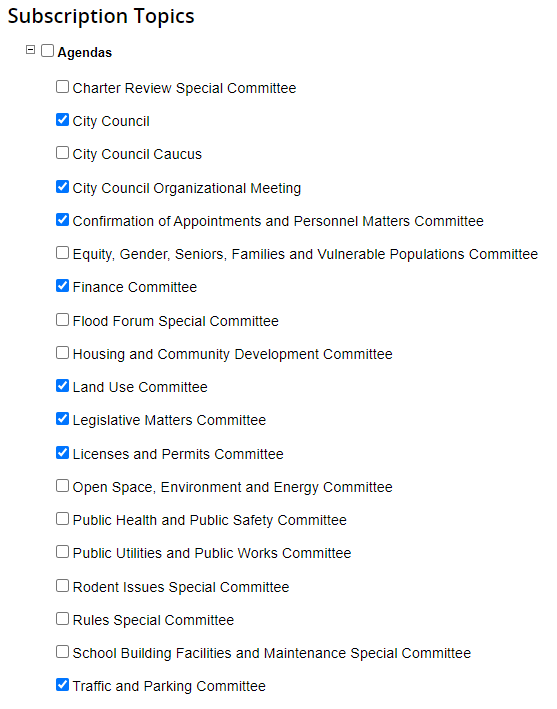 Subscription Topics
Agendas
Charter Review Special Committee
City Council
City Council Caucus
City Council Organizational Meeting
Confirmation of Appointments and Personnel Matters Committee
Equity, Gender, Seniors, Families and Vulnerable Populations Committee
Finance Committee
Flood Forum Special Committee
Housing and Community Development Committee
Land Use Committee
Legislative Matters Committee
Licenses and Permits Committee
Open Space, Environment and Energy Committee
Public Health and Public Safety Committee
Public Utilities and Public Works Committee
Rodent Issues Special Committee
Rules Special Committee
School Building Facilities and Maintenance Special Committee
Traffic and Parking Committee